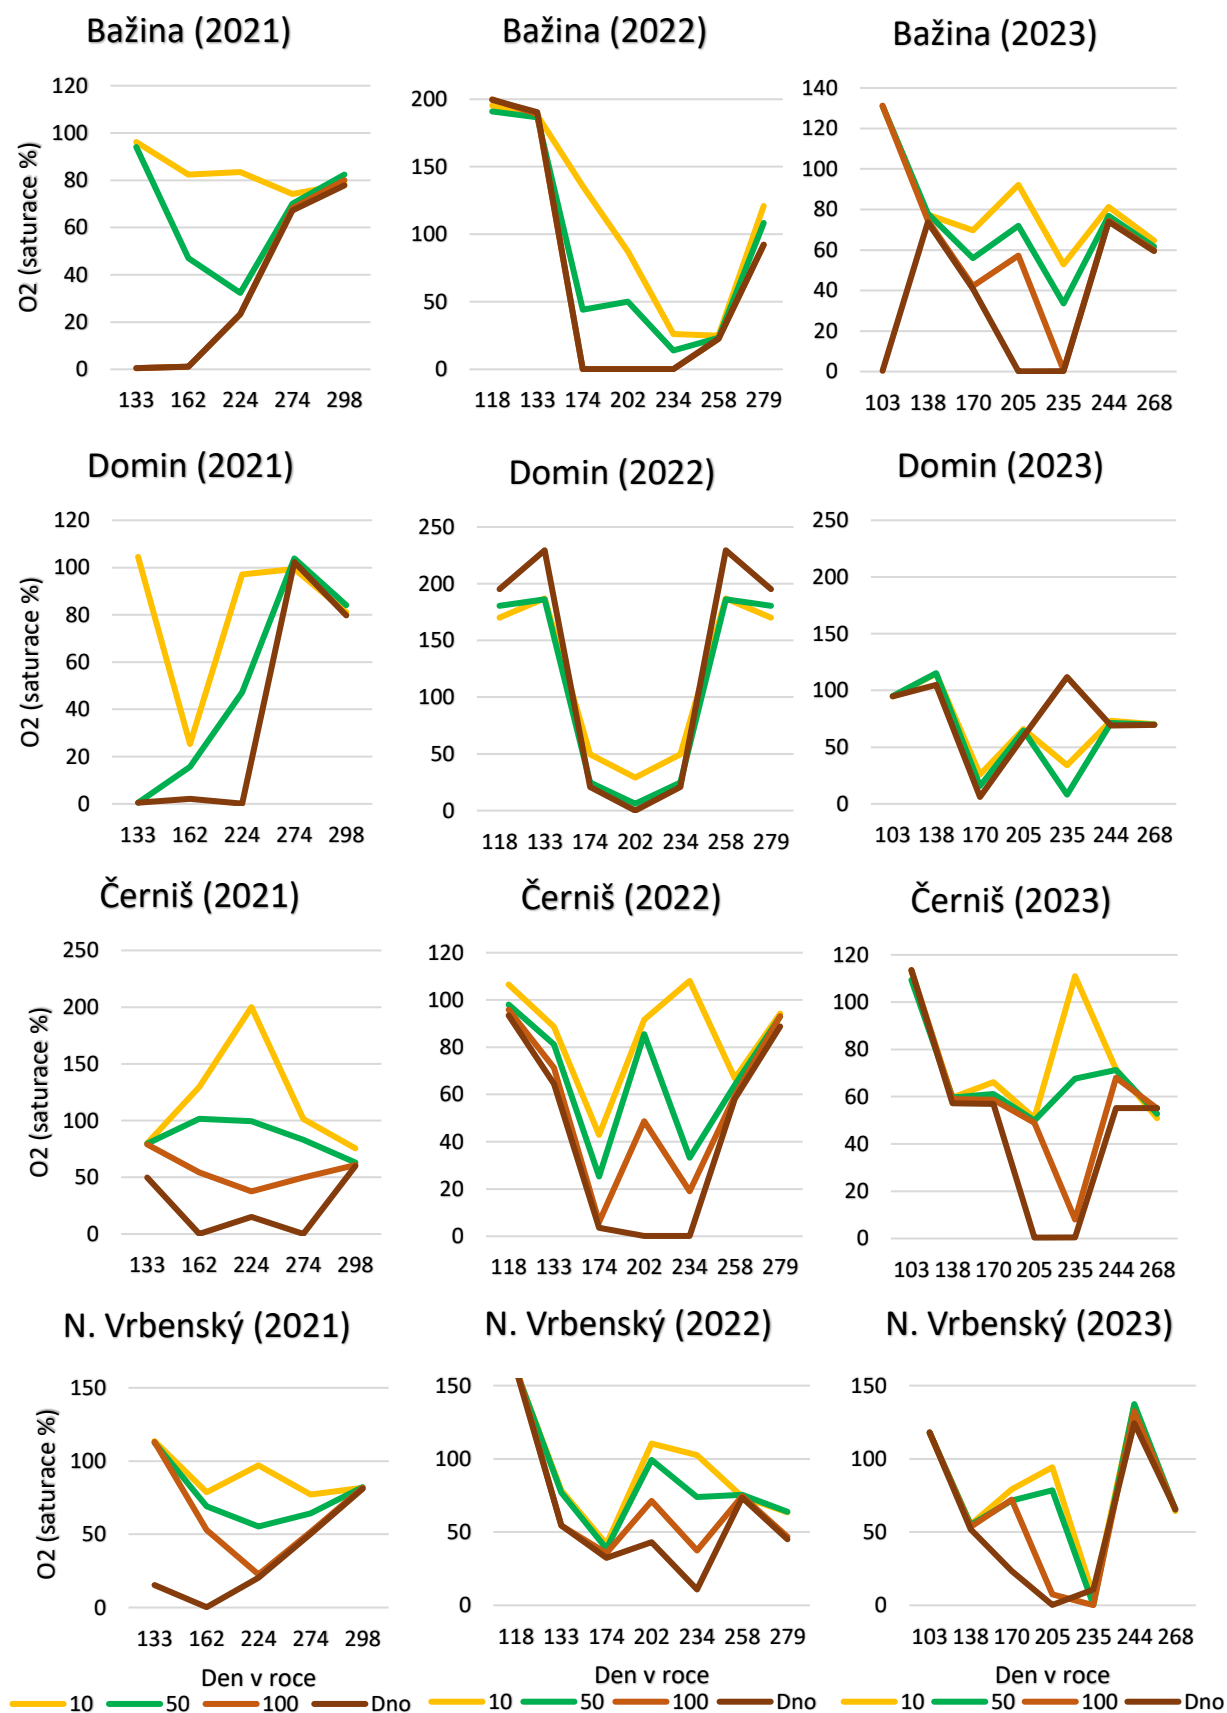 Bažina (2021)
Bažina (2022)
Bažina (2023)
O2 (saturace %)
120
100
80
60
40
20
0
133 162 224 274 298
200
150
100
50
0
118 133 174 202 234 258 279
140
120
100
80
60
40
20
0
103 138 170 205 235 244 268
Domin (2021)
Domin (2022)
Domin (2023)
O2 (saturace %)
120
100
80
60
40
20
0
133 162 224 274 298
250
200
150
100
50
0
118 133 174 202 234 258 279
250
200
150
100
50
0
103 138 170 205 235 244 268
Černiš (2021)
Černiš (2022)
Černiš (2023)
O2 (saturace %)
250
200
150
100
50
0
133 162 224 274 298
120
100
80
60
40
20
0
118 133 174 202 234 258 279
120
100
80
60
40
20
0
103 138 170 205 235 244 268
N. Vrbenský (2021)
N. Vrbenský (2022)
N. Vrbenský (2023)
O2 (saturace %)
150
100
50
0
133 162 224 274 298
150
100
50
0
118 133 174 202 234 258 279
150
100
50
0
103 138 170 205 235 244 268
Den v roce
10 50 100 Dno
Den v roce
10 50 100 Dno
Den v roce
10 50 100 Dno